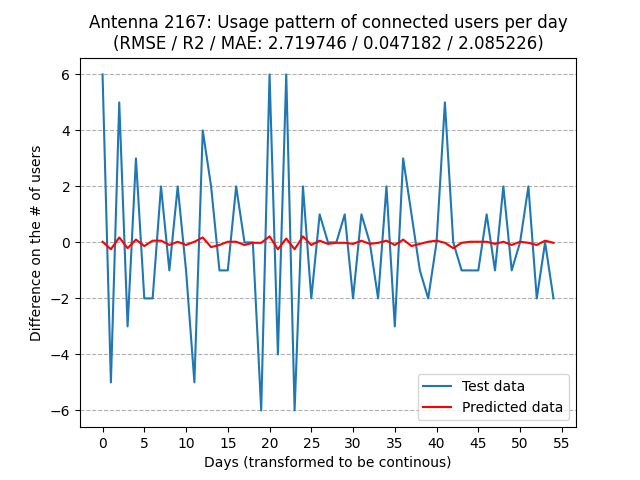 Antenna 2167: Usage pattern of connected users per day
(RMSE / R2 / MAE: 2.719746 / 0.047182 / 2.085226)
Difference on the # of users
6
4
2
0
−2
−4
−6
Test data
Predicted data
0 5 10 15 20 25 30 35 40 45 50 55
Days (transformed to be continous)